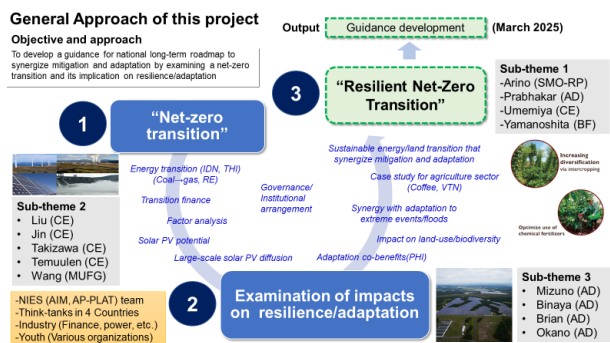 General Approach of this project
Output
Guidance development
(March 2025)
Objective and approach
To develop a guidance for national long-term roadmap to
synergize mitigation and adaptation by examining a net-zero
transition and its implication on resilience/adaptation
1
“Net-zero
transition”
3
“Resilient Net-Zero
Transition”
Sub-theme 1
-Arino (SMO-RP)
-Prabhakar (AD)
-Umemiya (CE)
-Yamanoshita (BF)
Energy transition (IDN, THI)
(Coal→gas, RE)
Transition finance
Factor analysis
Solar PV potential
Large-scale solar PV diffusion
Governance/
Institutional
arrangement
Sustainable energy/land transition that
synergize mitigation and adaptation
Case study for agriculture sector
(Coffee, VTN)
Synergy with adaptation to
extreme events/floods
Impact on land-use/biodiversity
Adaptation co-benefits(PHI)
Increasing
diversification
via intercropping
Optimise use of
chemical fertilizers
Sub-theme 2
• Liu (CE)
• Jin (CE)
• Takizawa (CE)
• Temuulen (CE)
• Wang (MUFG)
-NIES (AIM, AP-PLAT) team
-Think-tanks in 4 Countries
-Industry (Finance, power, etc.)
-Youth (Various organizations)
2
Examination of impacts
on resilience/adaptation
Sub-theme 3
• Mizuno (AD)
• Binaya (AD)
• Brian (AD)
• Okano (AD)